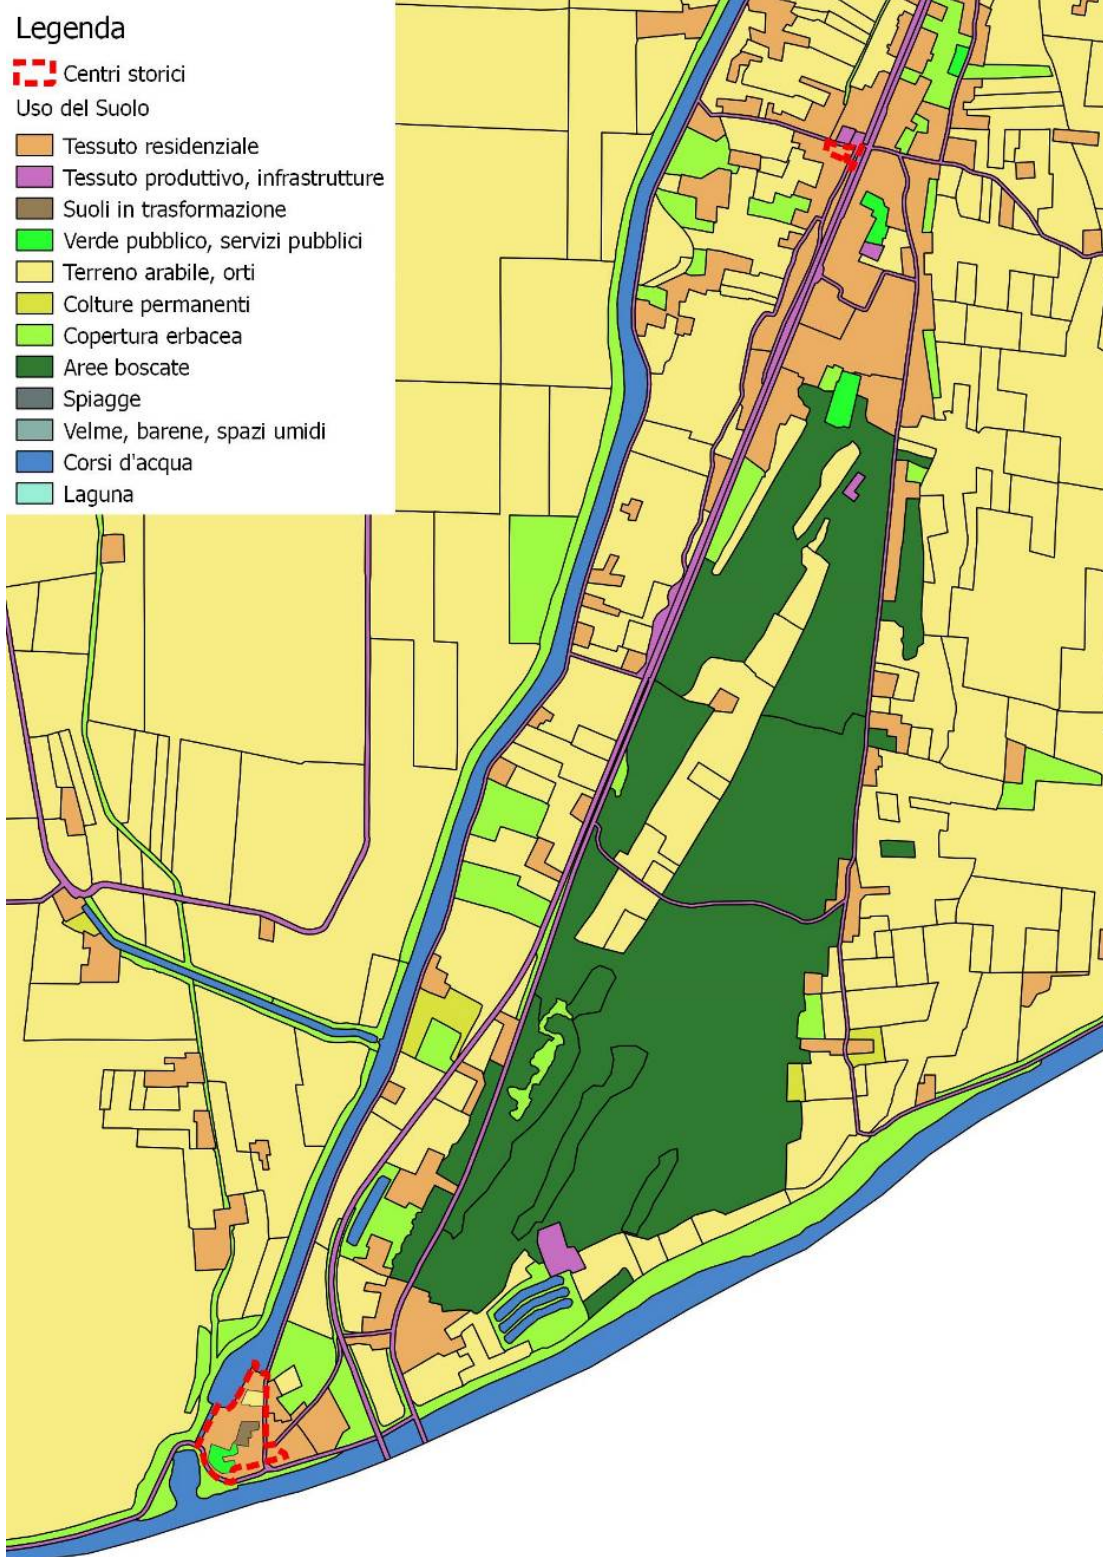 Legenda
Centri storici
Uso del Suolo
Tessuto residenziale
Tessuto produttivo, infrastrutture
Suoli in trasformazione
Verde pubblico, servizi pubblici
Terreno arabile, orti
Colture permanenti
Copertura erbacea
Aree boscate
Spiagge
Velme, barene, spazi umidi
Corsi d'acqua
Laguna